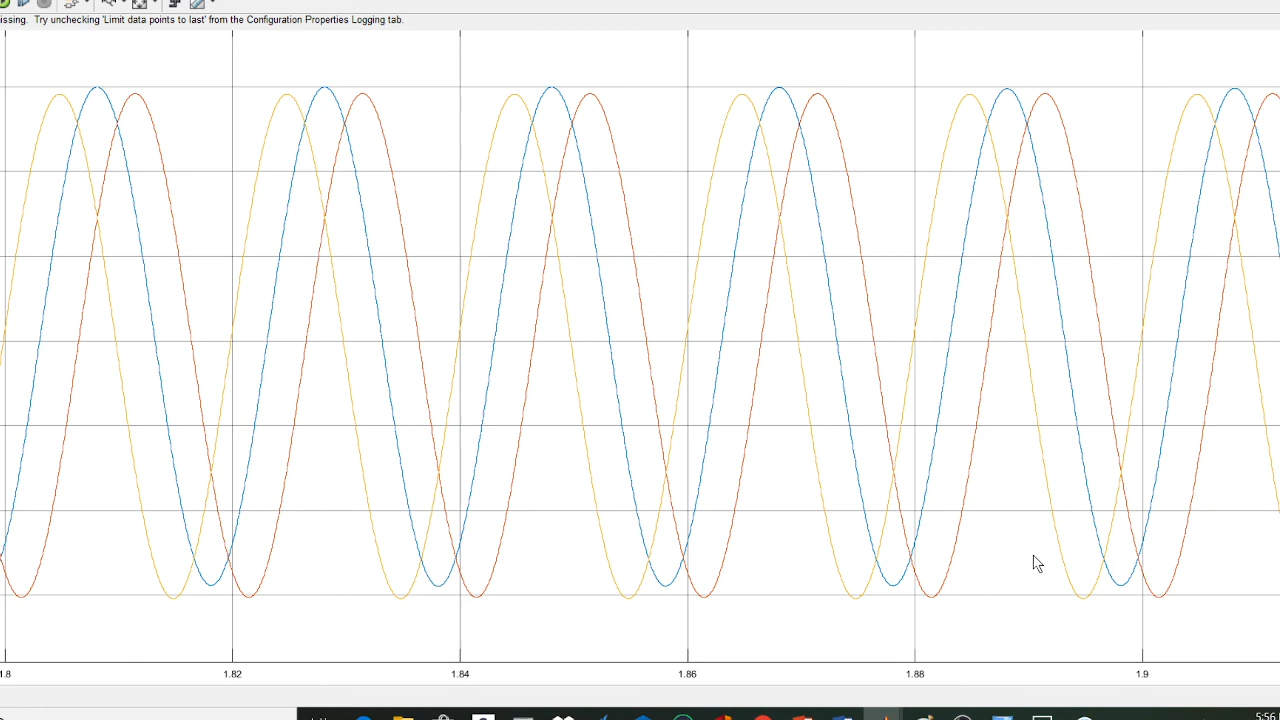 issing. Try unchecking 'Limit data points to last' from the Configuration Properties Logging tab.
1.8 1.82 1.84 1.86 1.88 1.9
5:56